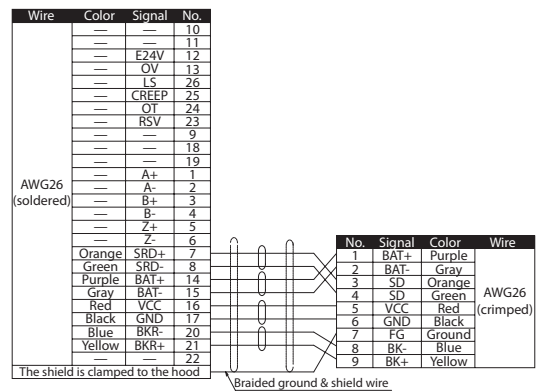 Wire Color Signal No.
— — 10
— — 11
— E24V 12
— OV 13
— LS 26
— CREEP 25
— OT 24
— RSV 23
— — 9
— — 18
— — 19
— A+ 1
AWG26 (soldered) — A- 2
— B+ 3
— B- 4
— Z+ 5
— Z- 6
Orange SRD+ 7
Green SRD- 8
Purple BAT+ 14
Gray BAT- 15
Red VCC 16
Black GND 17
Blue BKR- 20
Yellow BKR+ 21
— — 22
The shield is clamped to the hood
No. Signal Color Wire
1 BAT+ Purple
2 BAT- Gray
3 SD Orange
4 SD Green
AWG26 (crimped)
5 VCC Red
6 GND Black
7 FG Ground
8 BK- Blue
9 BK+ Yellow
Braided ground & shield wire